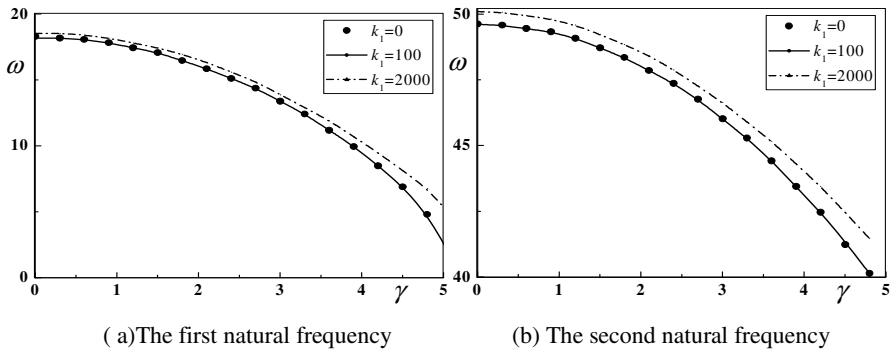 k₁=0
k₁=100
k₁=2000
ω
20
10
0
0 1 2 3 4 5
γ
( a)The first natural frequency
k₁=0
k₁=100
k₁=2000
ω
50
45
40
0 1 2 3 4 5
γ
(b) The second natural frequency